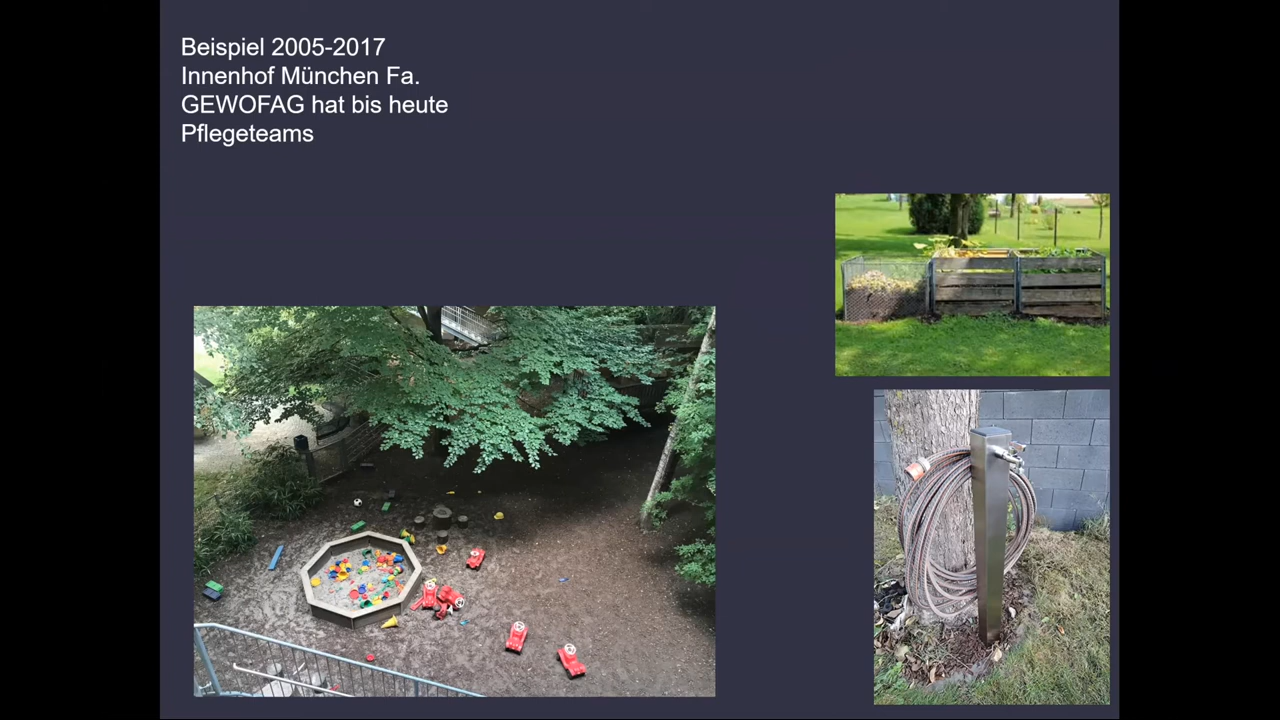 Beispiel 2005-2017
Innenhof München Fa.
GEWOFAG hat bis heute
Pflegeteams